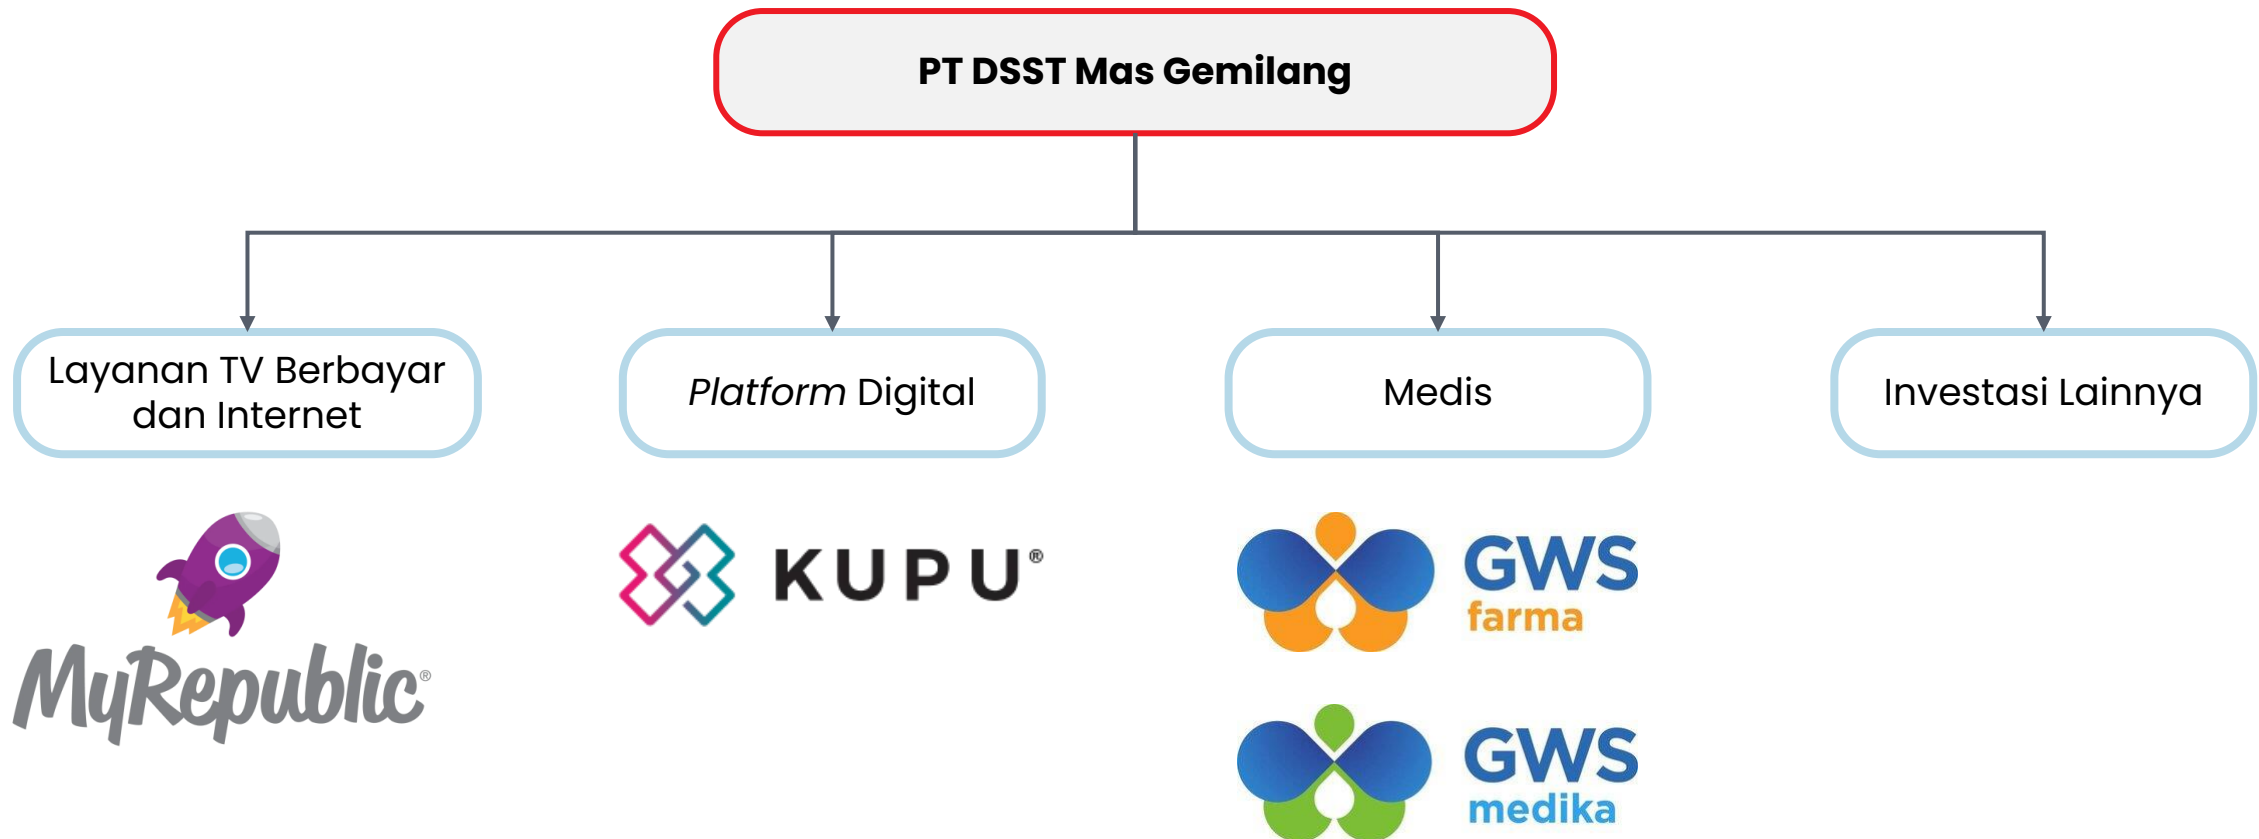 PT DSST Mas Gemilang
Layanan TV Berbayar
dan Internet
Platform Digital
Medis
Investasi Lainnya
MyRepublic®
KUPU®
GWS
farma
GWS
medika